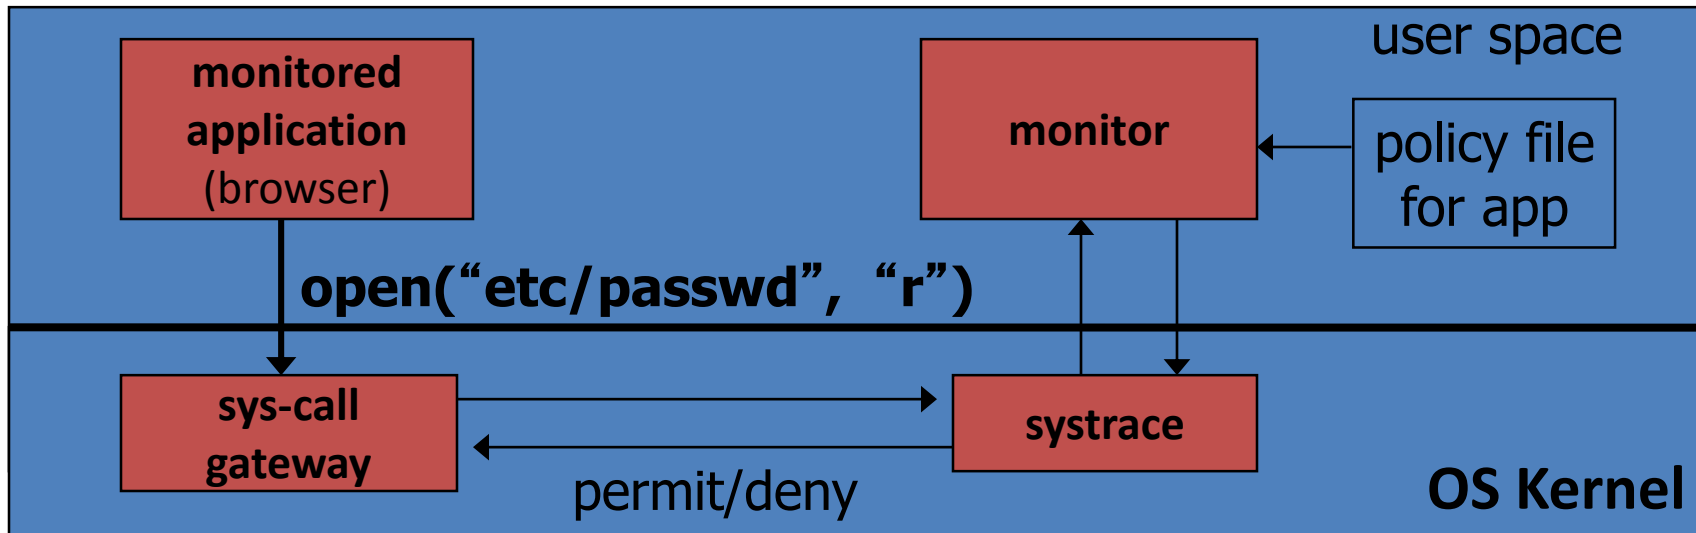 user space
monitored
application
(browser)
monitor
policy file
for app
open(“etc/passwd”, “r”)
sys-call
gateway
systrace
permit/deny
OS Kernel